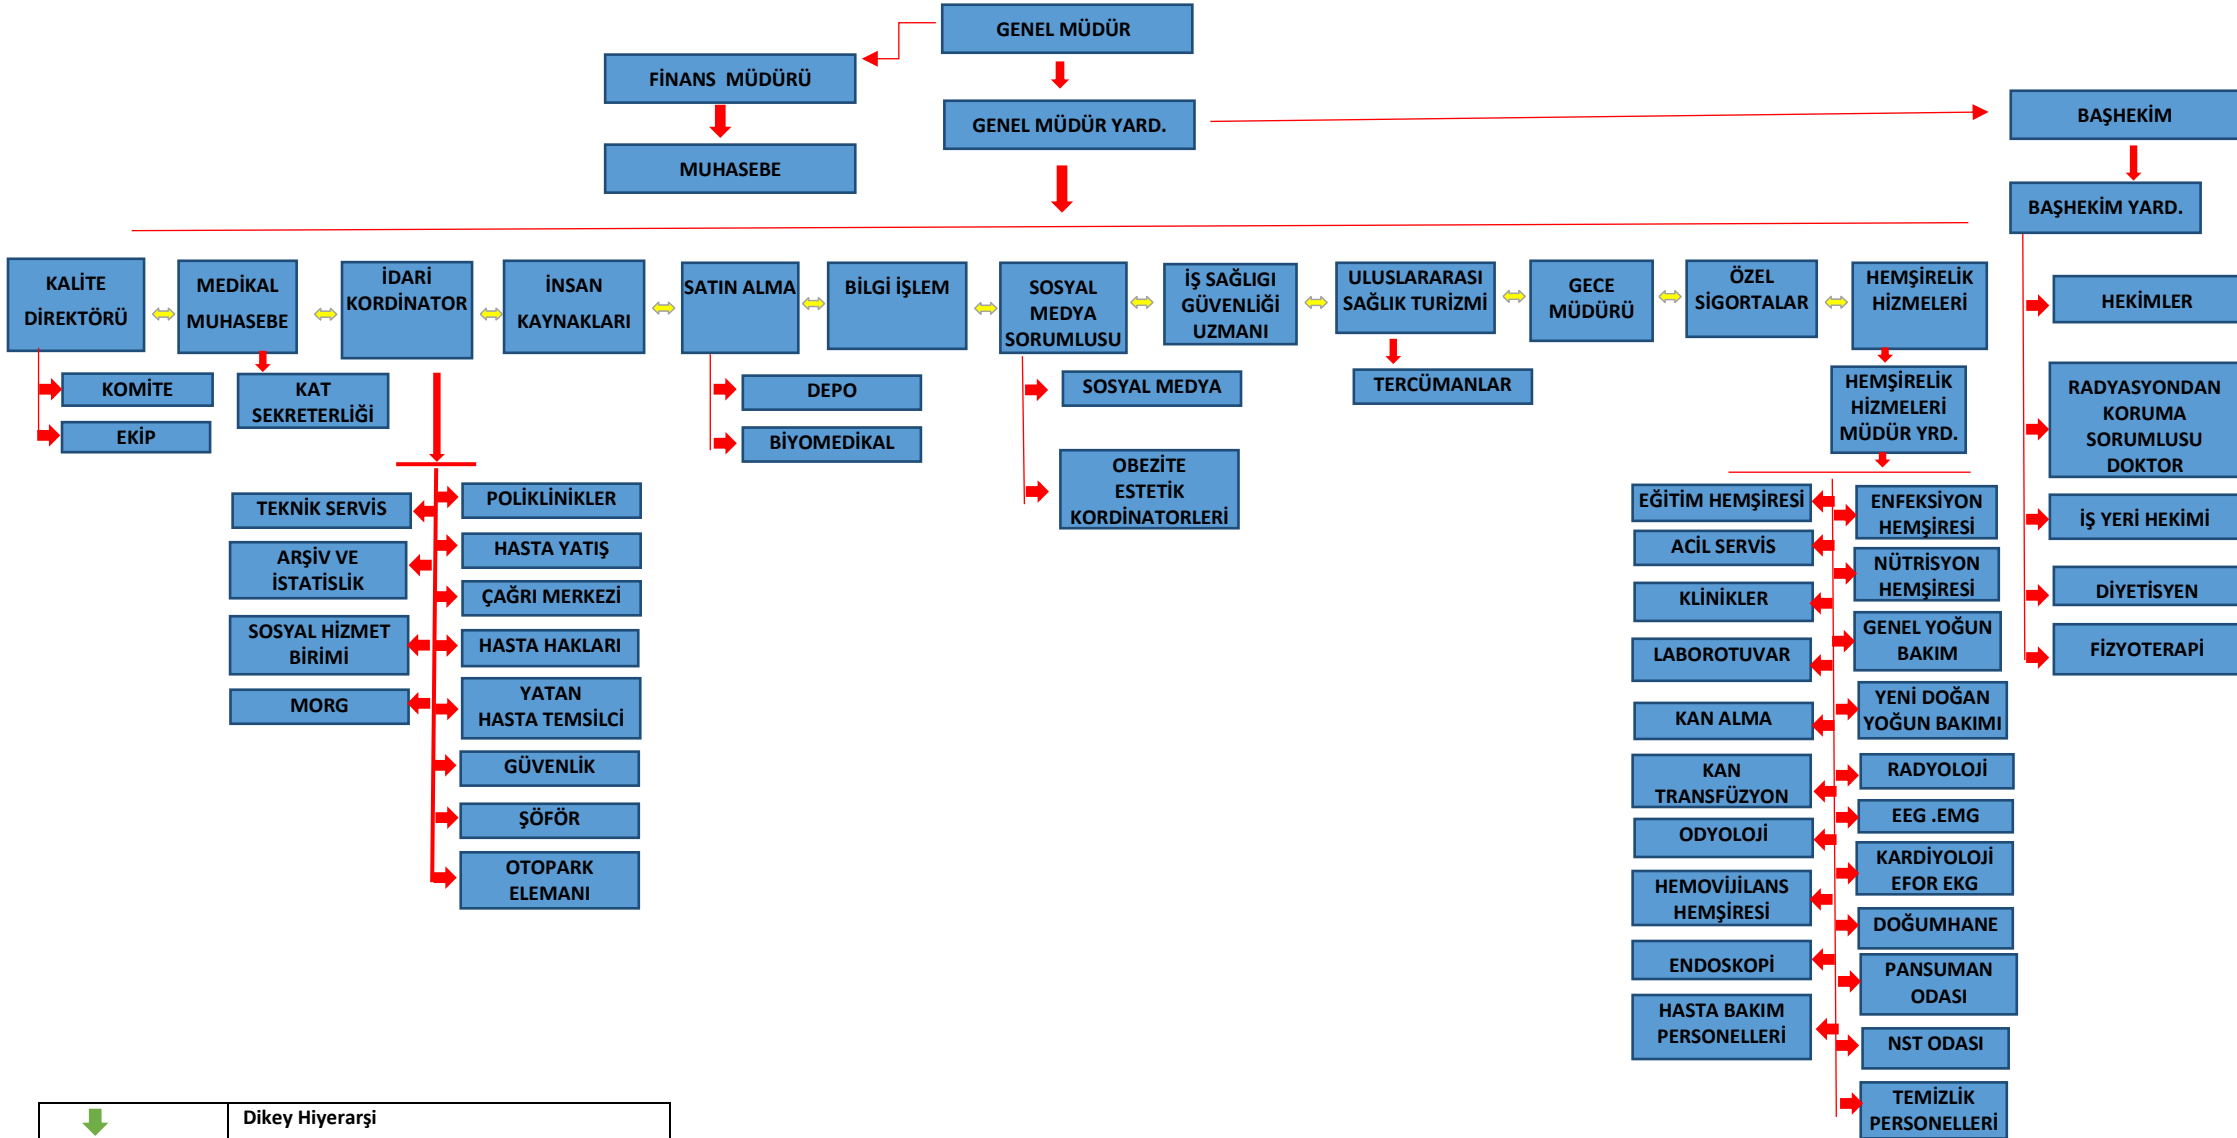 GENEL MÜDÜR
FİNANS MÜDÜRÜ
GENEL MÜDÜR YARD.
MUHASEBE
BAŞHEKİM
BAŞHEKİM YARD.
KALİTE
DİREKTÖRÜ
MEDİKAL
MUHASEBE
İDARİ
KORDİNATOR
İNSAN
KAYNAKLARI
SATIN ALMA
BİLGİ İŞLEM
SOSYAL
MEDYA
SORUMLUSU
İŞ SAĞLIGI
GÜVENLİĞİ
UZMANI
ULUSLARARASI
SAĞLIK TURİZMİ
GECE
MÜDÜRÜ
ÖZEL
SİGORTALAR
HEMŞİRELİK
HİZMELERİ
KOMİTE
EKİP
KAT
SEKRETERLİĞİ
DEPO
BİYOMEDİKAL
SOSYAL MEDYA
OBEZİTE
ESTETİK
KORDİNATORLERİ
TERCÜMANLAR
HEMŞİRELİK
HİZMELERİ
MÜDÜR YRD.
HEKİMLER
RADYASYONDAN
KORUMA
SORUMLUSU
DOKTOR
İŞ YERİ HEKİMİ
DİYETİSYEN
FİZYOTERAPİ
TEKNİK SERVİS
ARŞİV VE
İSTATİSLİK
SOSYAL HİZMET
BİRİMİ
MORG
POLİKLİNİKLER
HASTA YATIŞ
ÇAĞRI MERKEZİ
HASTA HAKLARI
YATAN
HASTA TEMSİLCİ
GÜVENLİK
ŞÖFÖR
OTOPARK
ELEMANI
EĞİTİM HEMŞİRESİ
ACİL SERVİS
KLİNİKLER
LABOROTUVAR
KAN ALMA
KAN
TRANSFÜZYON
ODYOLOJİ
HEMOVİJİLANS
HEMŞİRESİ
ENDOSKOPİ
HASTA BAKIM
PERSONELLERİ
ENFEKSİYON
HEMŞİRESİ
NÜTRİSYON
HEMŞİRESİ
GENEL YOĞUN
BAKIM
YENİ DOĞAN
YOĞUN BAKIMI
RADYOLOJİ
EEG .EMG
KARDİYOLOJİ
EFOR EKG
DOĞUMHANE
PANSUMAN
ODASI
NST ODASI
TEMİZLİK
PERSONELLERİ
Dikey Hiyerarşi